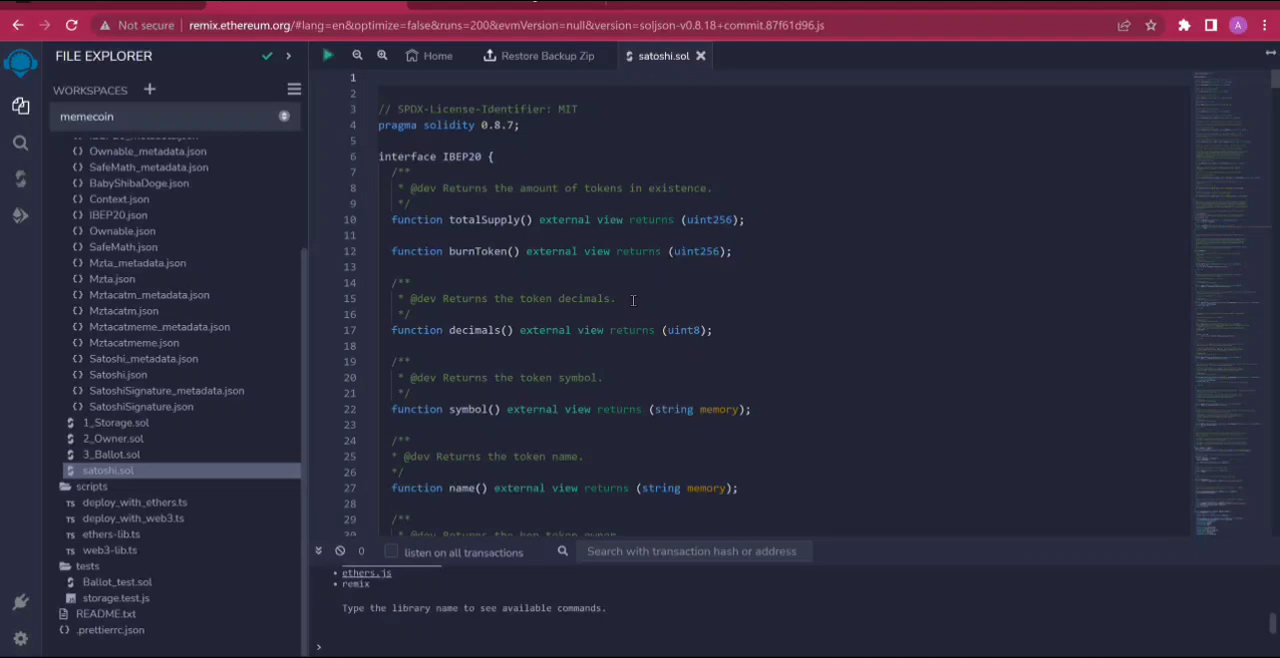 Not secure
remix.ethereum.org/#lang=en&optimize=false&runs=200&evmVersion=null&version=soljson-v0.8.18+commit.87f61d96.js
A
FILE EXPLORER
WORKSPACES
memecoin
Ownable_metadata.json
SafeMath_metadata.json
BabyShibaDoge.json
Context.json
IBEP20.json
Ownable.json
SafeMath.json
Mzta_metadata.json
Mzta.json
Mztacatm_metadata.json
Mztacatm.json
Mztacatmeme_metadata.json
Mztacatmeme.json
Satoshi_metadata.json
Satoshi.json
SatoshiSignature_metadata.json
SatoshiSignature.json
1_Storage.sol
2_Owner.sol
3_Ballot.sol
satoshi.sol
scripts
TS deploy_with_ethers.ts
TS deploy_with_web3.ts
TS ethers-lib.ts
TS web3-lib.ts
tests
Ballot_test.sol
storage.test.js
README.txt
.prettierrc.json
Home
Restore Backup Zip
satoshi.sol
1
2
3 // SPDX-License-Identifier: MIT
4 pragma solidity 0.8.7;
5
6 interface IBEP20 {
7 /**
8 * @dev Returns the amount of tokens in existence.
9 */
10 function totalSupply() external view returns (uint256);
11
12 function burnToken() external view returns (uint256);
13
14 /**
15 * @dev Returns the token decimals.
16 */
17 function decimals() external view returns (uint8);
18
19 /**
20 * @dev Returns the token symbol.
21 */
22 function symbol() external view returns (string memory);
23
24 /**
25 * @dev Returns the token name.
26 */
27 function name() external view returns (string memory);
28
29 /**
30 * @dev Returns the bep token owner.
0
listen on all transactions
Search with transaction hash or address
• ethers.js
• remix
Type the library name to see available commands.
>